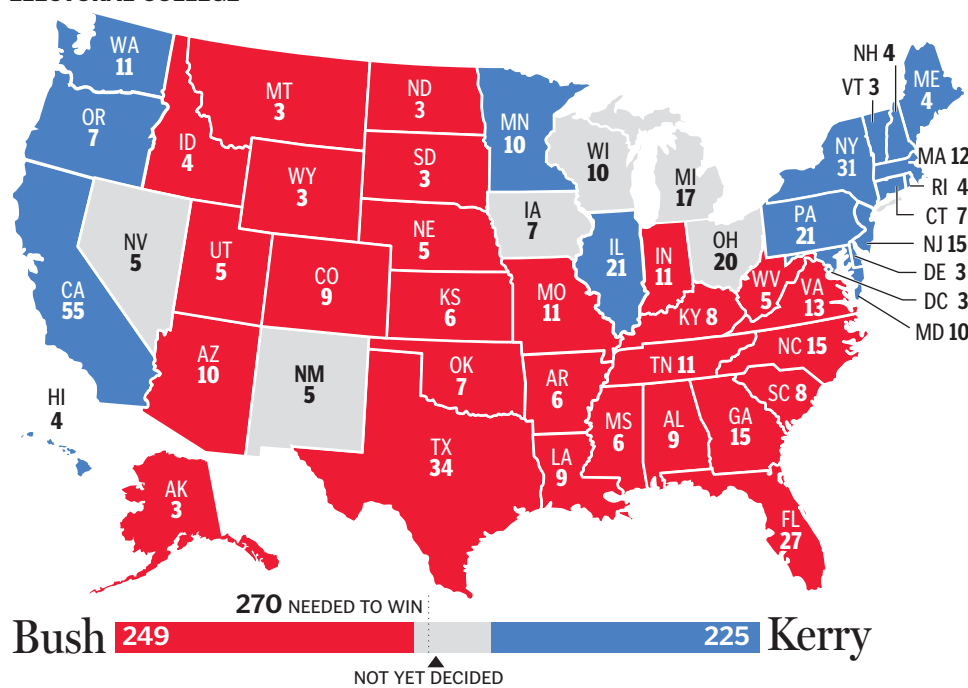 WA
11
OR
7
CA
55
NV
5
ID
4
MT
3
WY
3
UT
5
CO
9
AZ
10
NM
5
ND
3
SD
3
NE
5
KS
6
OK
7
TX
34
MN
10
IA
7
MO
11
AR
6
LA
9
WI
10
IL
21
MI
17
IN
11
OH
20
KY 8
TN 11
MS
6
AL
9
GA
15
FL
27
SC 8
NC 15
VA
13
WV
5
PA
21
NY
31
VT 3
NH 4
ME
4
MA 12
RI 4
CT 7
NJ 15
DE 3
DC 3
MD 10
HI
4
AK
3
270 NEEDED TO WIN
Bush 249 225 Kerry
NOT YET DECIDED